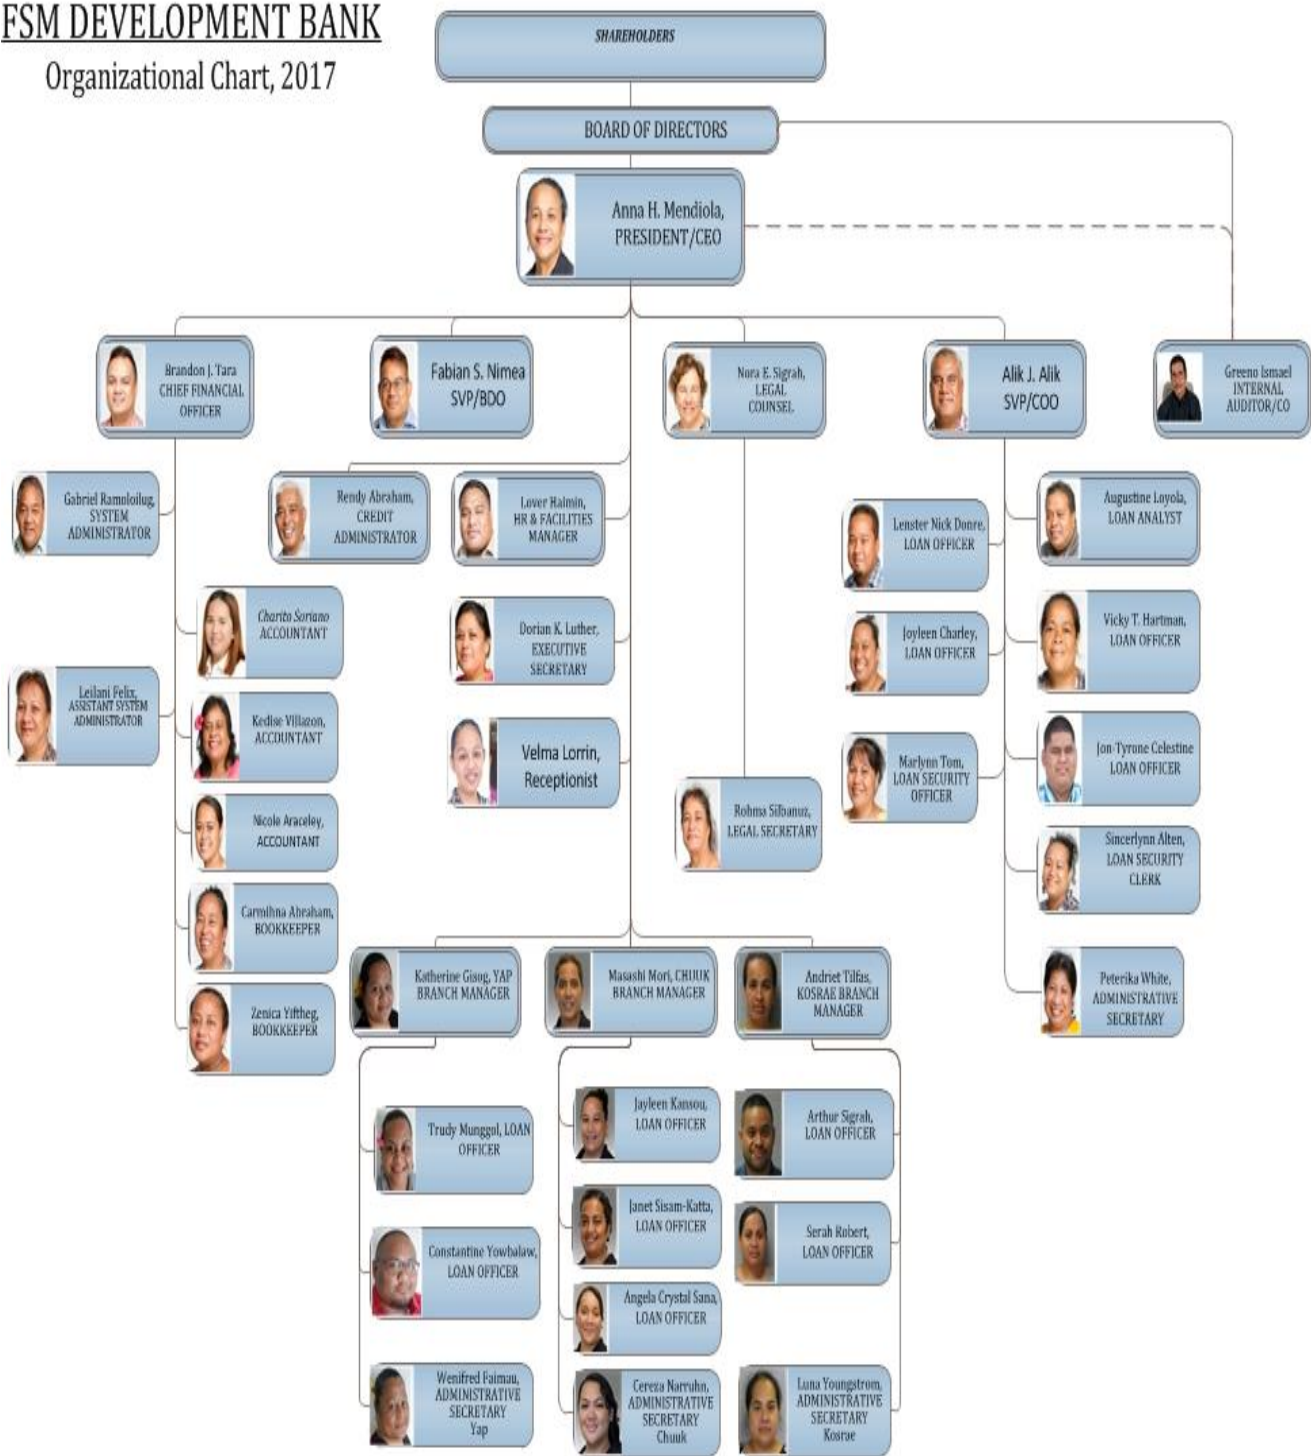 FSM DEVELOPMENT BANK
Organizational Chart, 2017
SHAREHOLDERS
BOARD OF DIRECTORS
Anna H. Mendiola,
PRESIDENT/CEO
Brandon J. Tara
CHIEF FINANCIAL
OFFICER
Fabian S. Nimea
SVP/BDO
Nora E. Sigrah,
LEGAL
COUNSEL
Alik J. Alik
SVP/COO
Greeno Ismael
INTERNAL
AUDITOR/CO
Gabriel Ramoloilug,
SYSTEM
ADMINISTRATOR
Rendy Abraham,
CREDIT
ADMINISTRATOR
Lover Haimin,
HR & FACILITIES
MANAGER
Lenster Nick Donre,
LOAN OFFICER
Augustine Loyola,
LOAN ANALYST
Charito Soriano
ACCOUNTANT
Dorian K. Luther,
EXECUTIVE
SECRETARY
Joyleen Charley,
LOAN OFFICER
Vicky T. Hartman,
LOAN OFFICER
Leilani Felix,
ASSISTANT SYSTEM
ADMINISTRATOR
Kedise Villazon,
ACCOUNTANT
Velma Lorrin,
Receptionist
Marlynn Tom,
LOAN SECURITY
OFFICER
Jon-Tyrone Celestine
LOAN OFFICER
Nicole Araceley,
ACCOUNTANT
Rohma Silbanuz,
LEGAL SECRETARY
Sincerlynn Alten,
LOAN SECURITY
CLERK
Carmihna Abraham,
BOOKKEEPER
Zenica Yiftheg,
BOOKKEEPER
Katherine Gisog, YAP
BRANCH MANAGER
Masashi Mori, CHUUK
BRANCH MANAGER
Andriet Tilfas,
KOSRAE BRANCH
MANAGER
Peterika White,
ADMINISTRATIVE
SECRETARY
Trudy Munggol, LOAN
OFFICER
Jayleen Kansou,
LOAN OFFICER
Arthur Sigrah,
LOAN OFFICER
Constantine Yowbalaw,
LOAN OFFICER
Janet Sisam-Katta,
LOAN OFFICER
Serah Robert,
LOAN OFFICER
Angela Crystal Sana,
LOAN OFFICER
Wenifred Faimau,
ADMINISTRATIVE
SECRETARY
Yap
Cereza Narruhn,
ADMINISTRATIVE
SECRETARY
Chuuk
Luna Youngstrom,
ADMINISTRATIVE
SECRETARY
Kosrae